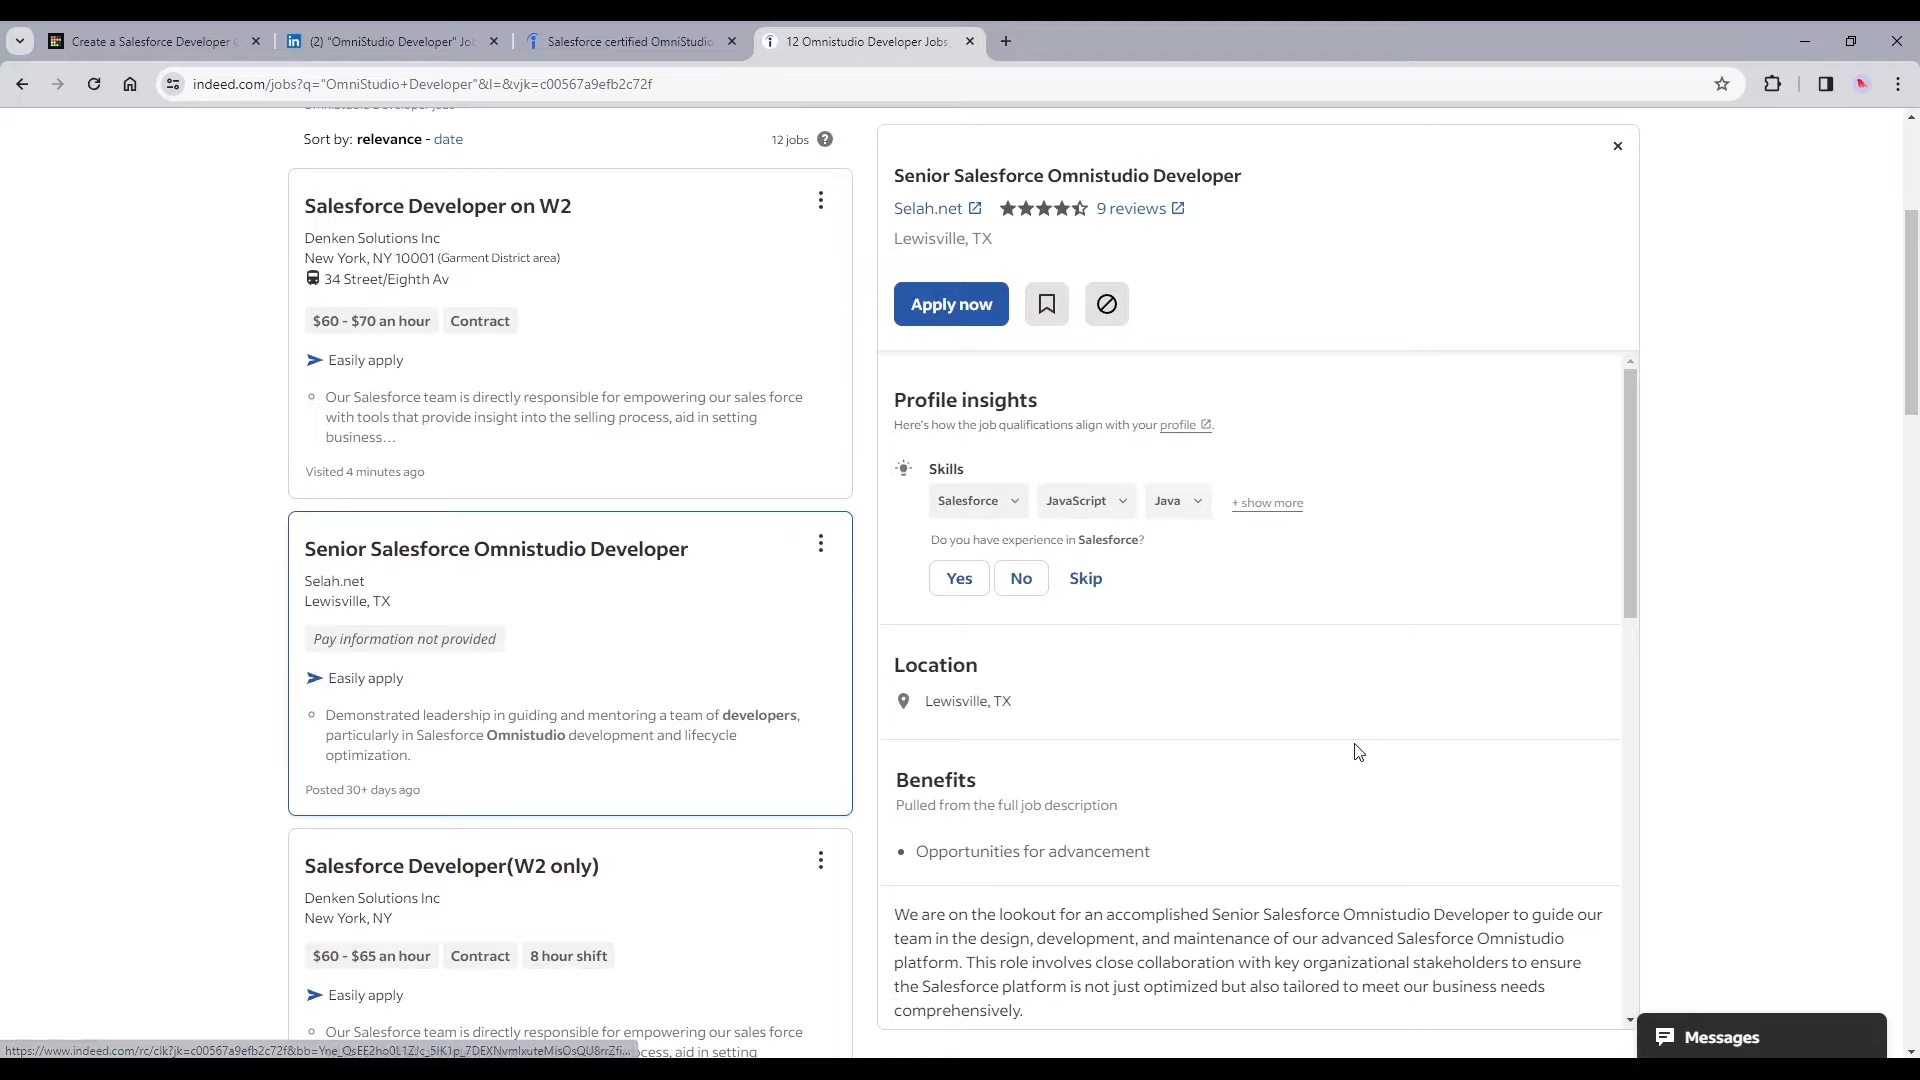 Create a Salesforce Developer
(2) "OmniStudio Developer" Jo
Salesforce certified OmniStudio
12 Omnistudio Developer Jobs,
indeed.com/jobs?q="OmniStudio+Developer"&l=&vjk=c00567a9efb2c72f
Sort by: relevance - date
12 jobs
Salesforce Developer on W2
Denken Solutions Inc
New York, NY 10001 (Garment District area)
34 Street/Eighth Av
$60 - $70 an hour
Contract
Easily apply
Our Salesforce team is directly responsible for empowering our sales force
with tools that provide insight into the selling process, aid in setting
business…
Visited 4 minutes ago
Senior Salesforce Omnistudio Developer
Selah.net
Lewisville, TX
Pay information not provided
Easily apply
Demonstrated leadership in guiding and mentoring a team of developers,
particularly in Salesforce Omnistudio development and lifecycle
optimization.
Posted 30+ days ago
Salesforce Developer(W2 only)
Denken Solutions Inc
New York, NY
$60 - $65 an hour
Contract
8 hour shift
Easily apply
Our Salesforce team is directly responsible for empowering our sales force
ocess, aid in setting
Senior Salesforce Omnistudio Developer
Selah.net
9 reviews
Lewisville, TX
Apply now
Profile insights
Here's how the job qualifications align with your profile.
Skills
Salesforce
JavaScript
Java
+ show more
Do you have experience in Salesforce?
Yes
No
Skip
Location
Lewisville, TX
Benefits
Pulled from the full job description
Opportunities for advancement
We are on the lookout for an accomplished Senior Salesforce Omnistudio Developer to guide our
team in the design, development, and maintenance of our advanced Salesforce Omnistudio
platform. This role involves close collaboration with key organizational stakeholders to ensure
the Salesforce platform is not just optimized but also tailored to meet our business needs
comprehensively.
Messages